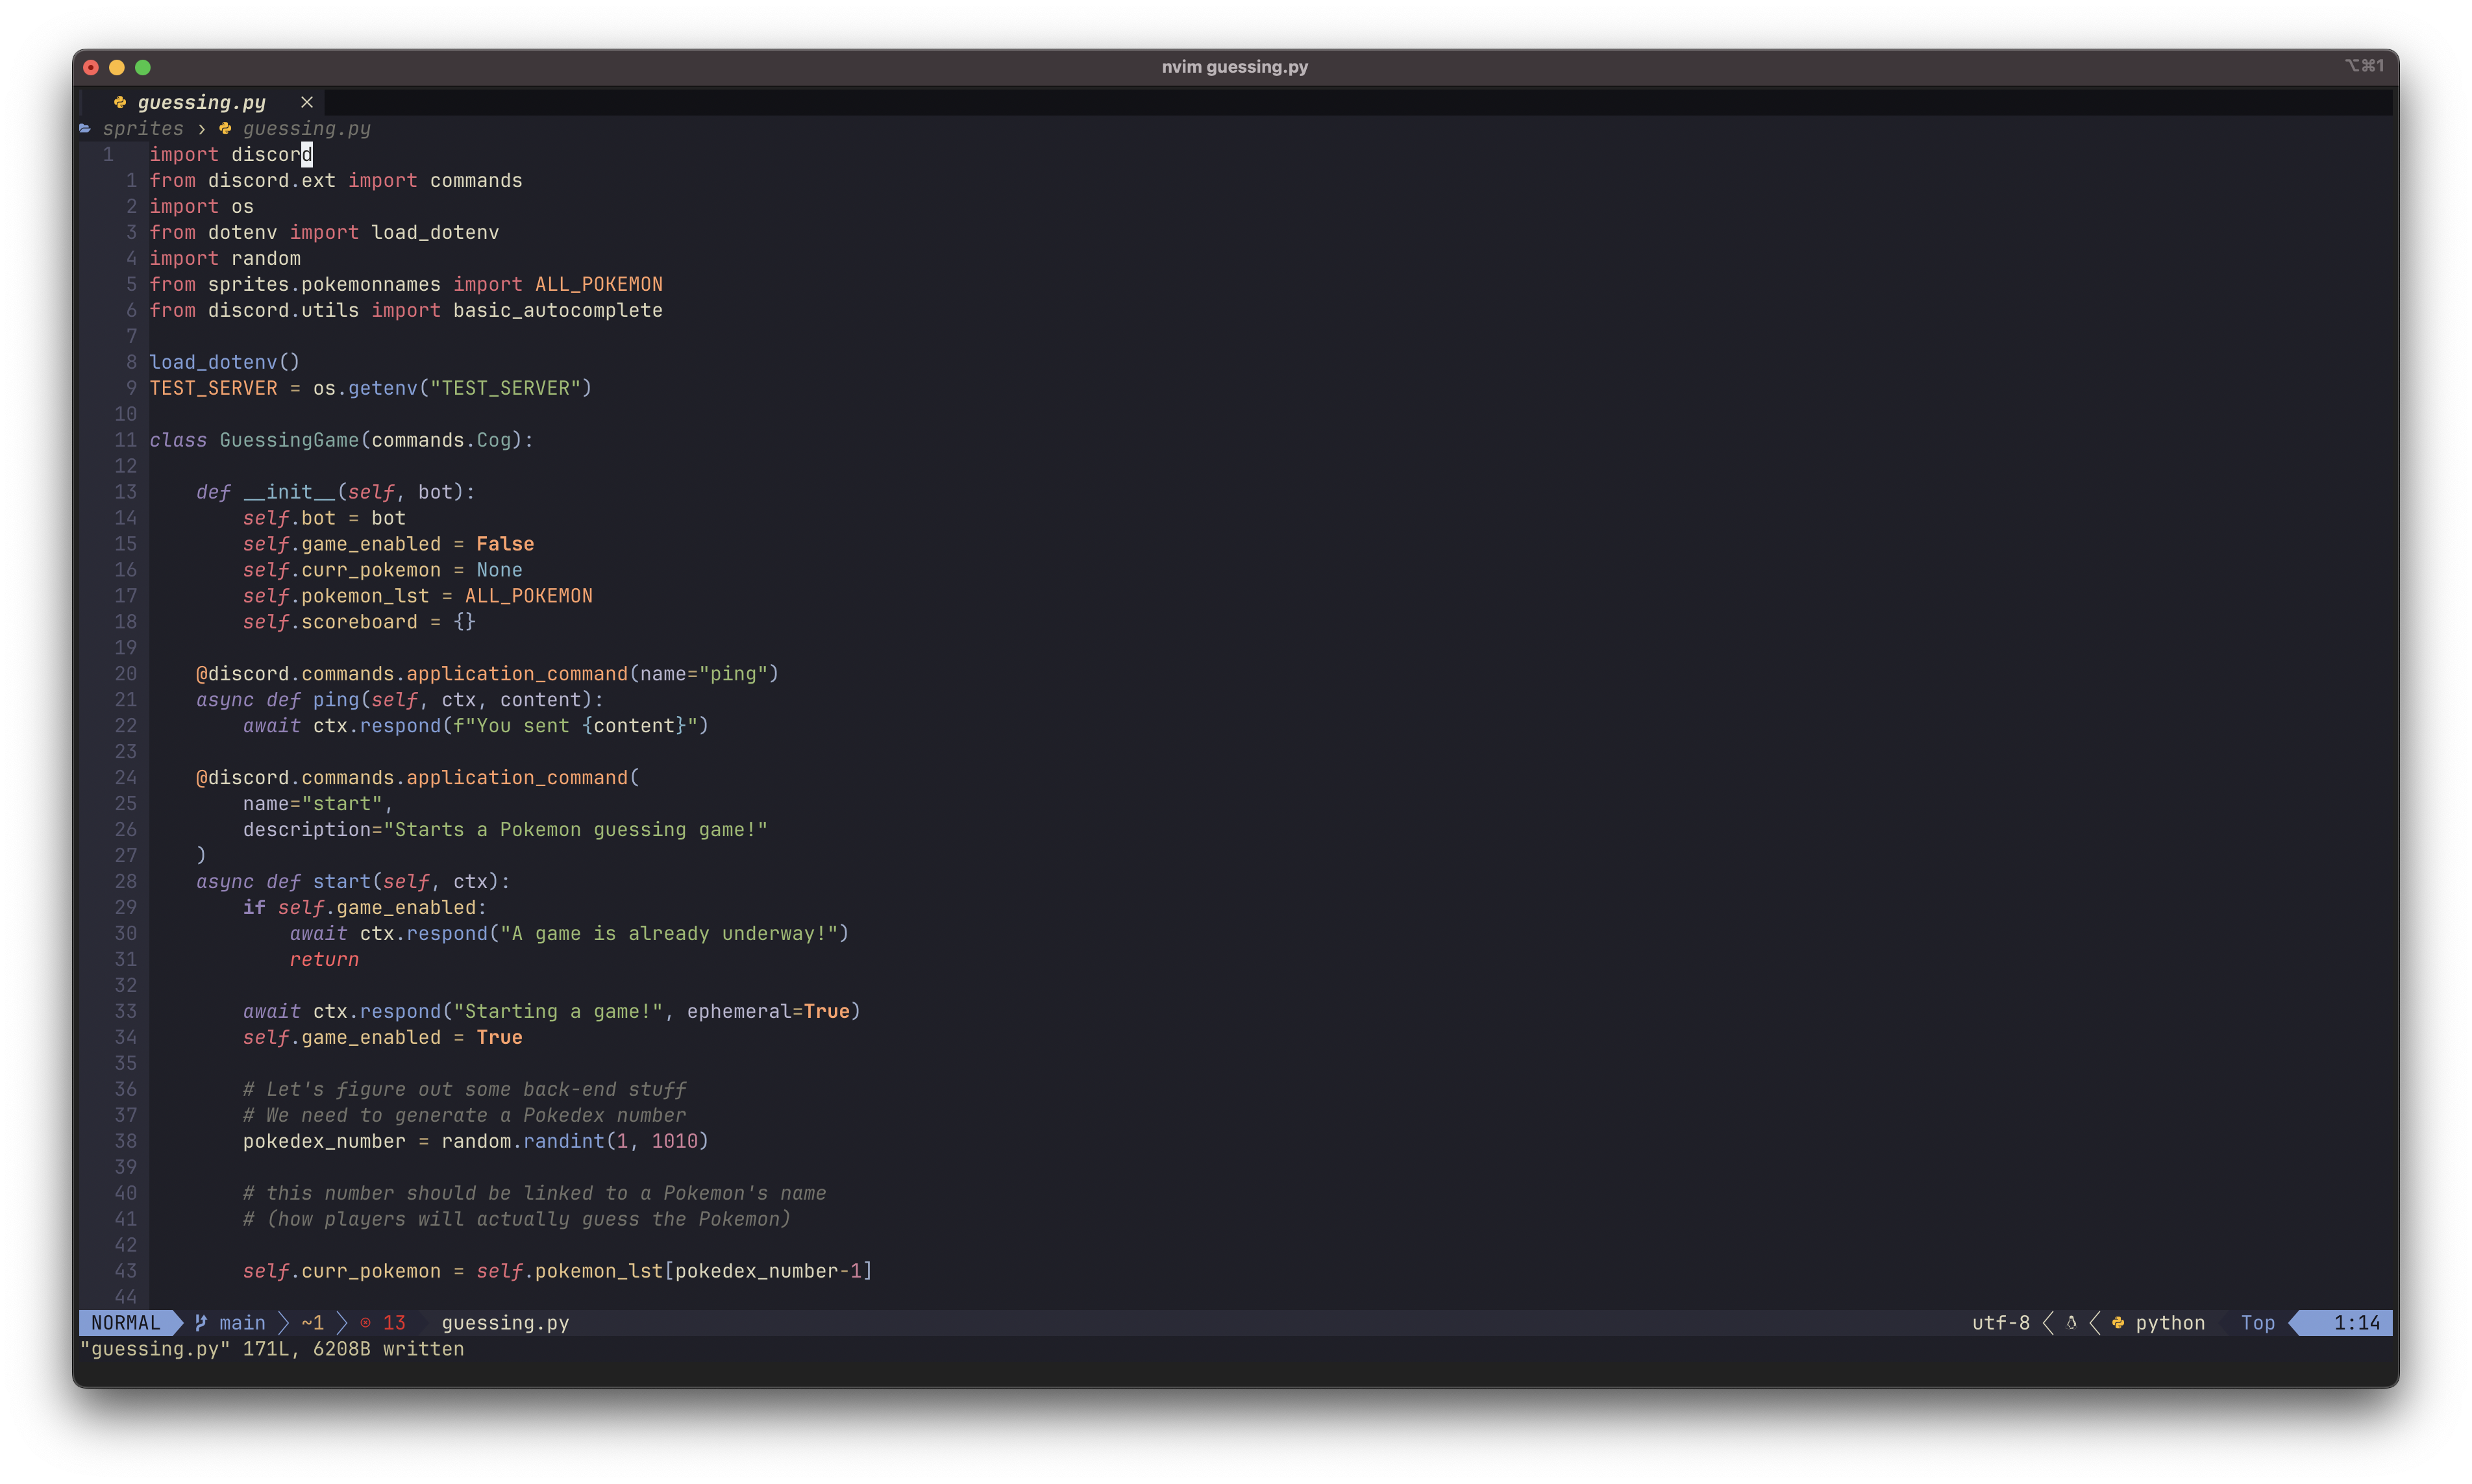 nvim guessing.py
⌥⌘1
guessing.py ×
sprites › guessing.py
1 import discord
1 from discord.ext import commands
2 import os
3 from dotenv import load_dotenv
4 import random
5 from sprites.pokemonnames import ALL_POKEMON
6 from discord.utils import basic_autocomplete
7
8 load_dotenv()
9 TEST_SERVER = os.getenv("TEST_SERVER")
10
11 class GuessingGame(commands.Cog):
12
13     def __init__(self, bot):
14         self.bot = bot
15         self.game_enabled = False
16         self.curr_pokemon = None
17         self.pokemon_lst = ALL_POKEMON
18         self.scoreboard = {}
19
20     @discord.commands.application_command(name="ping")
21     async def ping(self, ctx, content):
22         await ctx.respond(f"You sent {content}")
23
24     @discord.commands.application_command(
25         name="start",
26         description="Starts a Pokemon guessing game!"
27     )
28     async def start(self, ctx):
29         if self.game_enabled:
30             await ctx.respond("A game is already underway!")
31             return
32
33         await ctx.respond("Starting a game!", ephemeral=True)
34         self.game_enabled = True
35
36         # Let's figure out some back-end stuff
37         # We need to generate a Pokedex number
38         pokedex_number = random.randint(1, 1010)
39
40         # this number should be linked to a Pokemon's name
41         # (how players will actually guess the Pokemon)
42
43         self.curr_pokemon = self.pokemon_lst[pokedex_number-1]
44
NORMAL main ~1 13 guessing.py utf-8 python Top 1:14
"guessing.py" 171L, 6208B written